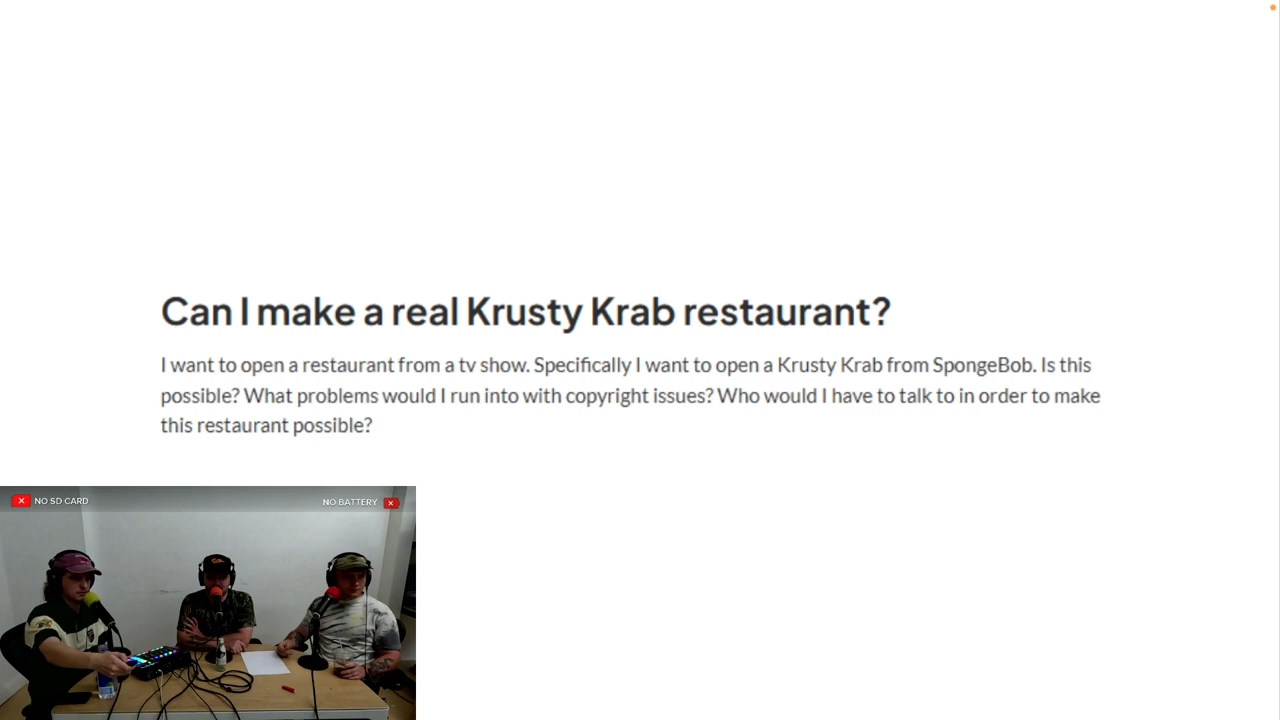 Can I make a real Krusty Krab restaurant?
I want to open a restaurant from a tv show. Specifically I want to open a Krusty Krab from SpongeBob. Is this
possible? What problems would I run into with copyright issues? Who would I have to talk to in order to make
this restaurant possible?
NO SD CARD
NO BATTERY